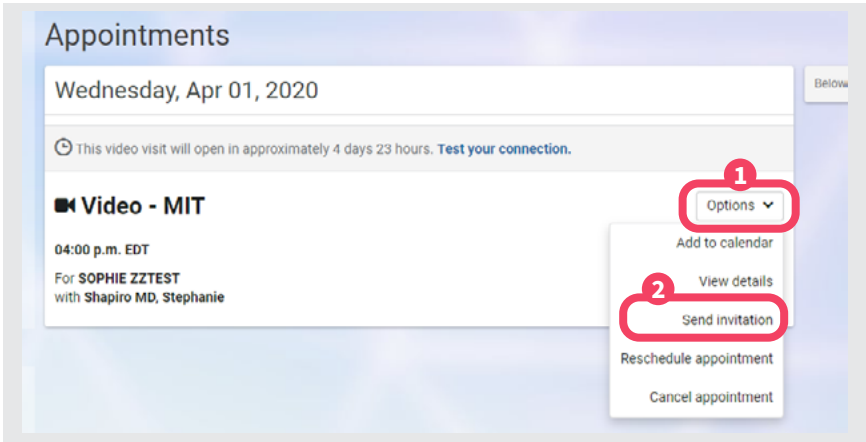 Appointments
Wednesday, Apr 01, 2020
Below
This video visit will open in approximately 4 days 23 hours. Test your connection.
1
Video - MIT
Options
04:00 p.m. EDT
Add to calendar
For SOPHIE ZZTEST
View details
with Shapiro MD, Stephanie
2
Send invitation
Reschedule appointment
Cancel appointment